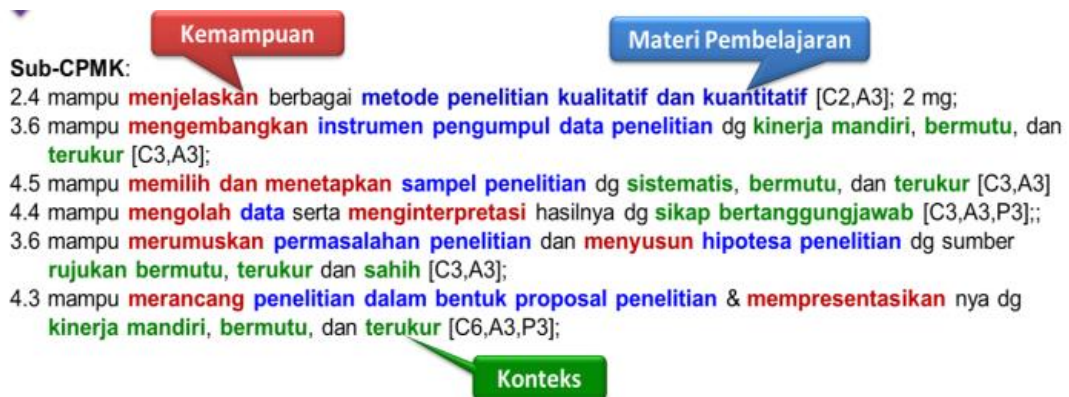 Kemampuan
Materi Pembelajaran
Sub-CPMK:
2.4 mampu menjelaskan berbagai metode penelitian kualitatif dan kuantitatif [C2,A3]; 2 mg;
3.6 mampu mengembangkan instrumen pengumpul data penelitian dg kinerja mandiri, bermutu, dan
terukur [C3,A3];
4.5 mampu memilih dan menetapkan sampel penelitian dg sistematis, bermutu, dan terukur [C3,A3]
4.4 mampu mengolah data serta menginterpretasi hasilnya dg sikap bertanggungjawab [C3,A3,P3];;
3.6 mampu merumuskan permasalahan penelitian dan menyusun hipotesa penelitian dg sumber
rujukan bermutu, terukur dan sahih [C3,A3];
4.3 mampu merancang penelitian dalam bentuk proposal penelitian & mempresentasikan nya dg
kinerja mandiri, bermutu, dan terukur [C6,A3,P3];
Konteks